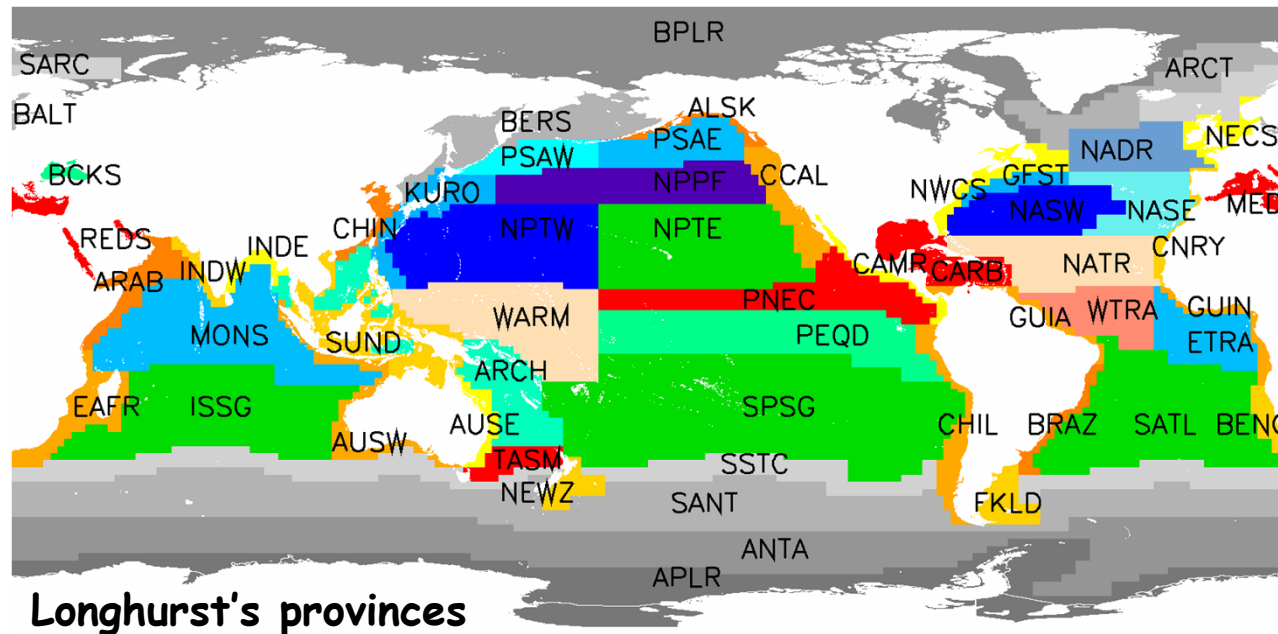 BPLR
SARC
ARCT
BALT
ALSK
BERS
PSAE
NECS
PSAW
NADR
BCKS
NPPF
CCAL
GFST
KURO
NWCS
MED
NASW
NASE
CHIN
NPTW
NPTE
REDS
INDE
CNRY
INDW
CAMR
CARB
NATR
ARAB
PNEC
GUIN
WARM
GUIA
WTRA
MONS
SUND
PEQD
ETRA
ARCH
EAFR
ISSG
SPSG
AUSE
CHIL
BRAZ
SATL
BENG
AUSW
TASM
SSTC
NEWZ
SANT
FKLD
ANTA
APLR
Longhurst's provinces